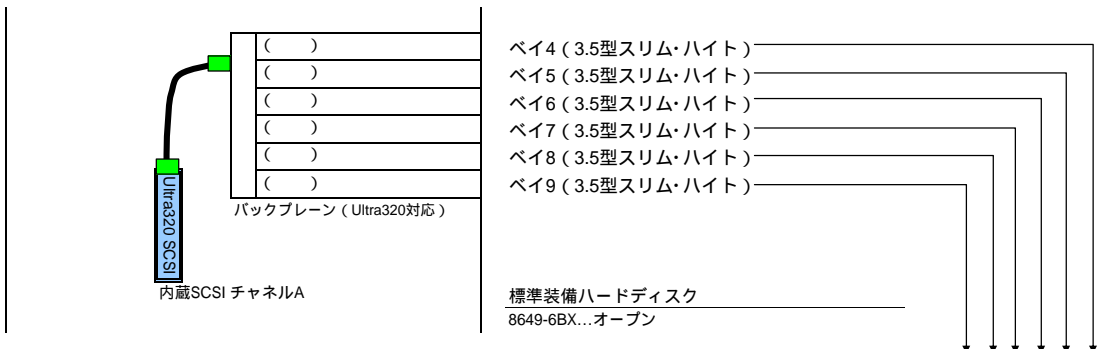 (　　)
(　　)
(　　)
(　　)
(　　)
(　　)
バックプレーン（Ultra320対応）
Ultra320 SCSI
内蔵SCSI チャネルA
ベイ4（3.5型スリム・ハイト）
ベイ5（3.5型スリム・ハイト）
ベイ6（3.5型スリム・ハイト）
ベイ7（3.5型スリム・ハイト）
ベイ8（3.5型スリム・ハイト）
ベイ9（3.5型スリム・ハイト）
標準装備ハードディスク
8649-6BX…オープン